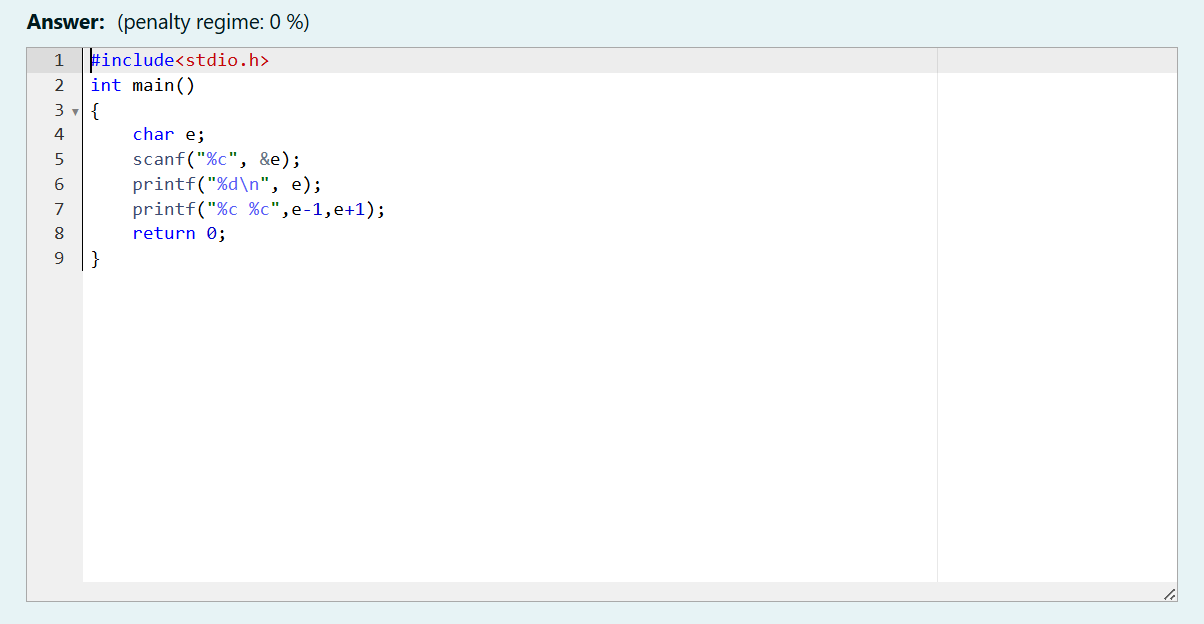 Answer: (penalty regime: 0 %)
1 #include<stdio.h>
2 int main()
3 {
4     char e;
5     scanf("%c", &e);
6     printf("%d\n", e);
7     printf("%c %c",e-1,e+1);
8     return 0;
9 }